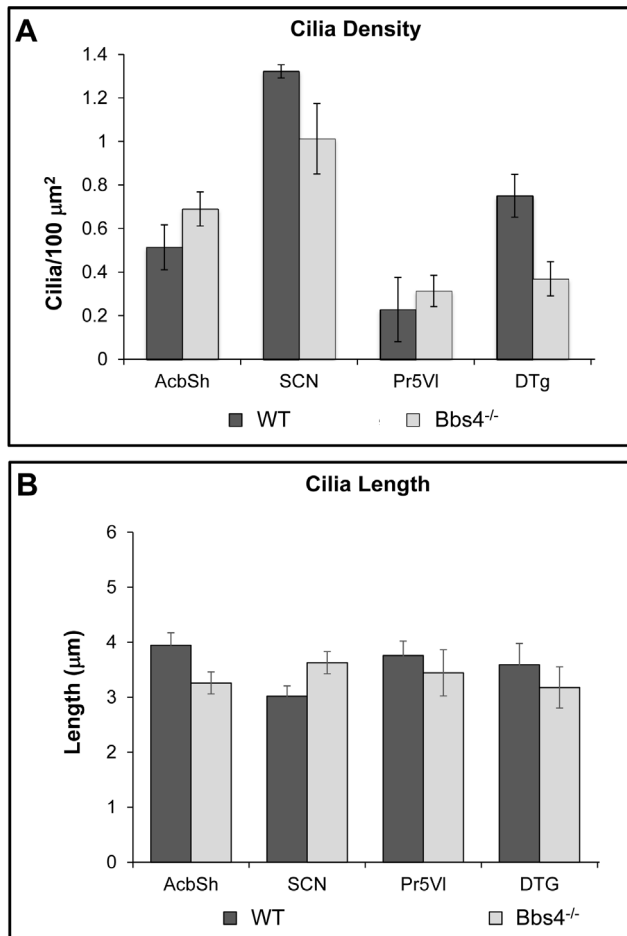 A
Cilia Density
Cilia/100 μm²
1.4
1.2
1
0.8
0.6
0.4
0.2
0
AcbSh SCN Pr5Vl DTg
WT Bbs4⁻/⁻
B
Cilia Length
Length (μm)
6
5
4
3
2
1
0
AcbSh SCN Pr5Vl DTG
WT Bbs4⁻/⁻